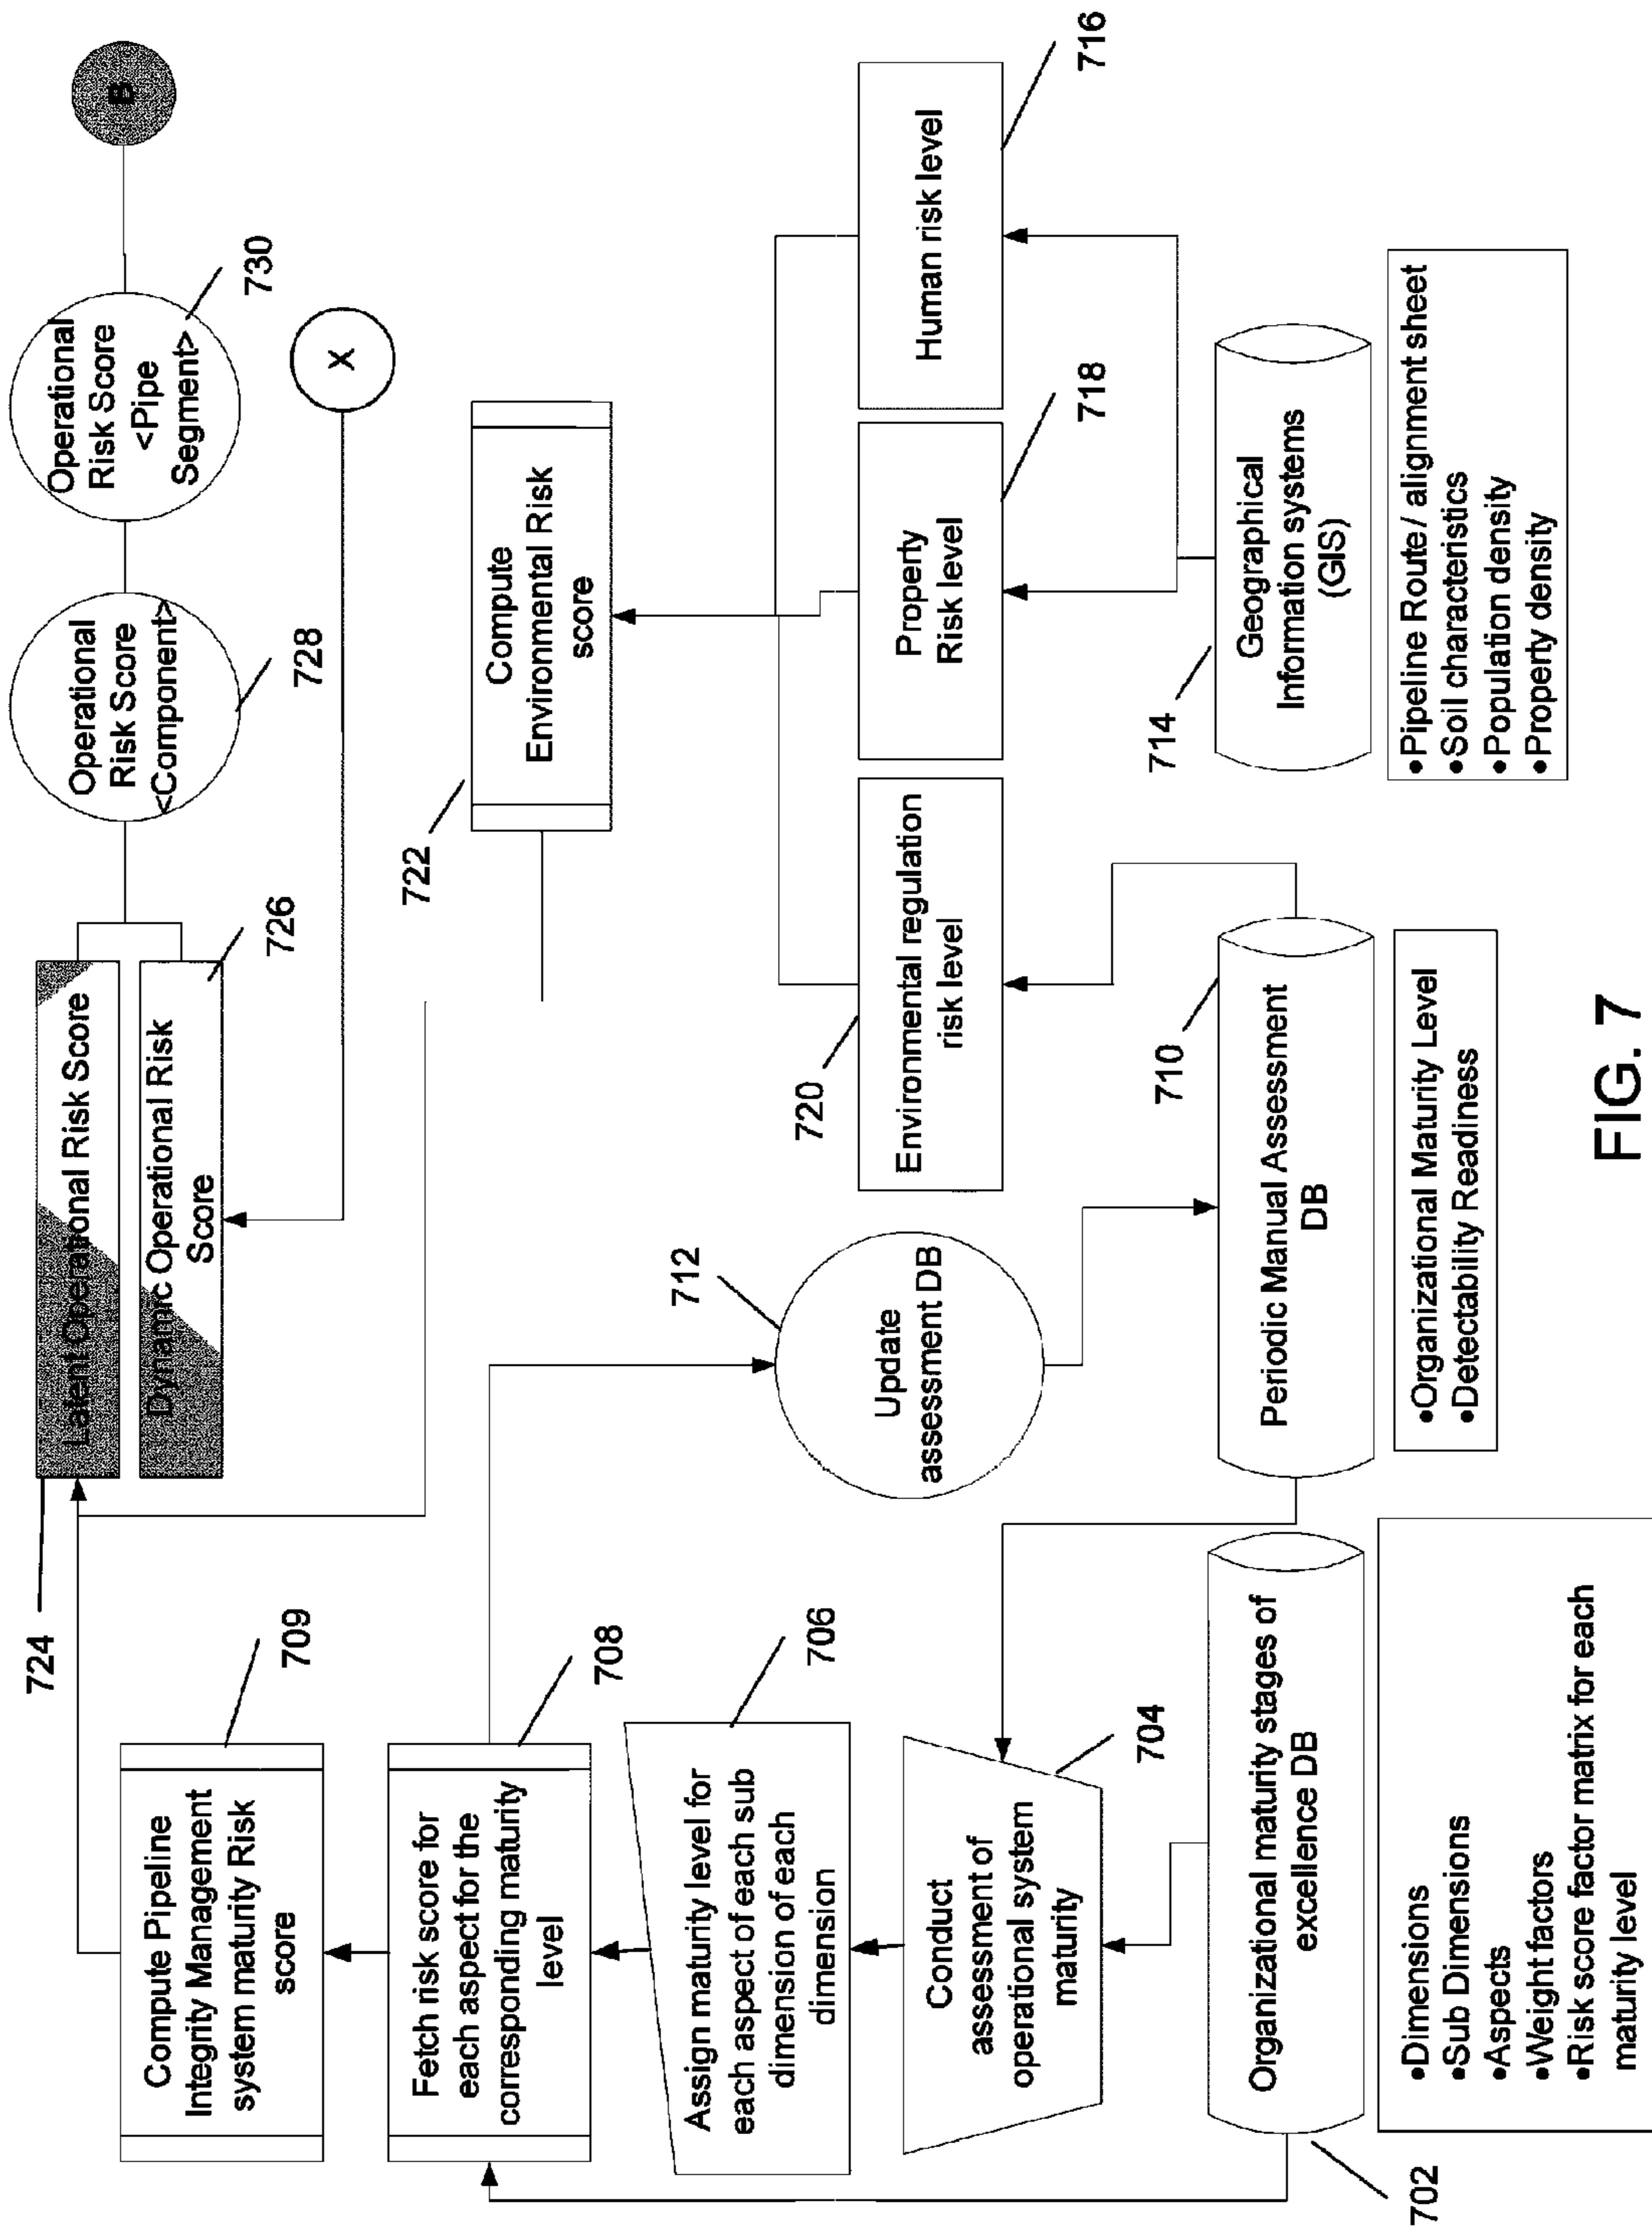 724
Latent Operational Risk Score
Dynamic Operational Risk
Score
726
Operational
Risk Score
<Component>
728
Operational
Risk Score
<Pipe
Segment>
730
B
X
Compute Pipeline
Integrity Management
system maturity Risk
score
709
Fetch risk score for
each aspect for the
corresponding maturity
level
708
Assign maturity level for
each aspect of each sub
dimension of each
dimension
706
Conduct
assessment of
operational system
maturity
704
Organizational maturity stages of
excellence DB
702
•Dimensions
•Sub Dimensions
•Aspects
•Weight factors
•Risk score factor matrix for each
maturity level
712
Update
assessment DB
710
Periodic Manual Assessment
DB
•Organizational Maturity Level
•Detectability Readiness
722
Compute
Environmental Risk
score
720
Environmental regulation
risk level
Property
Risk level
718
Human risk level
716
714
Geographical
Information systems
(GIS)
•Pipeline Route/ alignment sheet
•Soil characteristics
•Population density
•Property density
FIG. 7